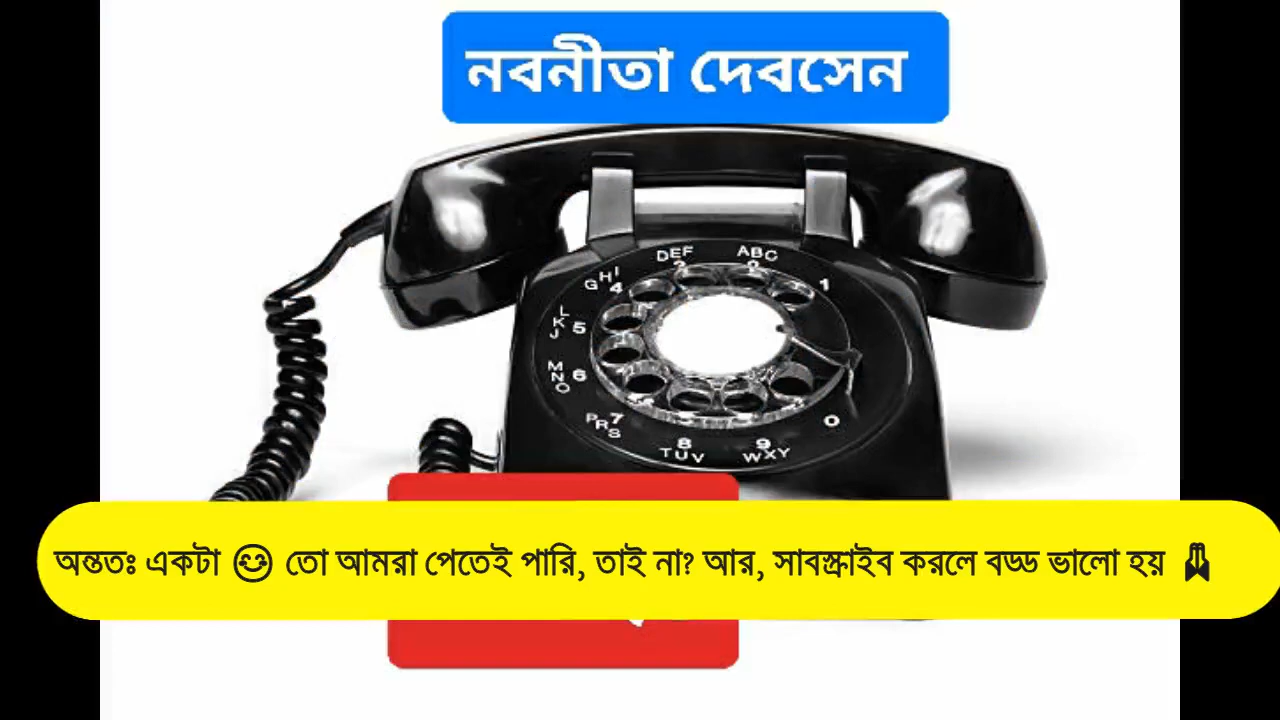 নবনীতা দেবসেন
ABC
DEF
2
1
GHI
4
JKL
5
MNO
6
PRS
7
TUV
8
WXY
9
0
অন্ততঃ একটা 😊 তো আমরা পেতেই পারি, তাই না? আর, সাবস্ক্রাইব করলে বড্ড ভালো হয় 🙏